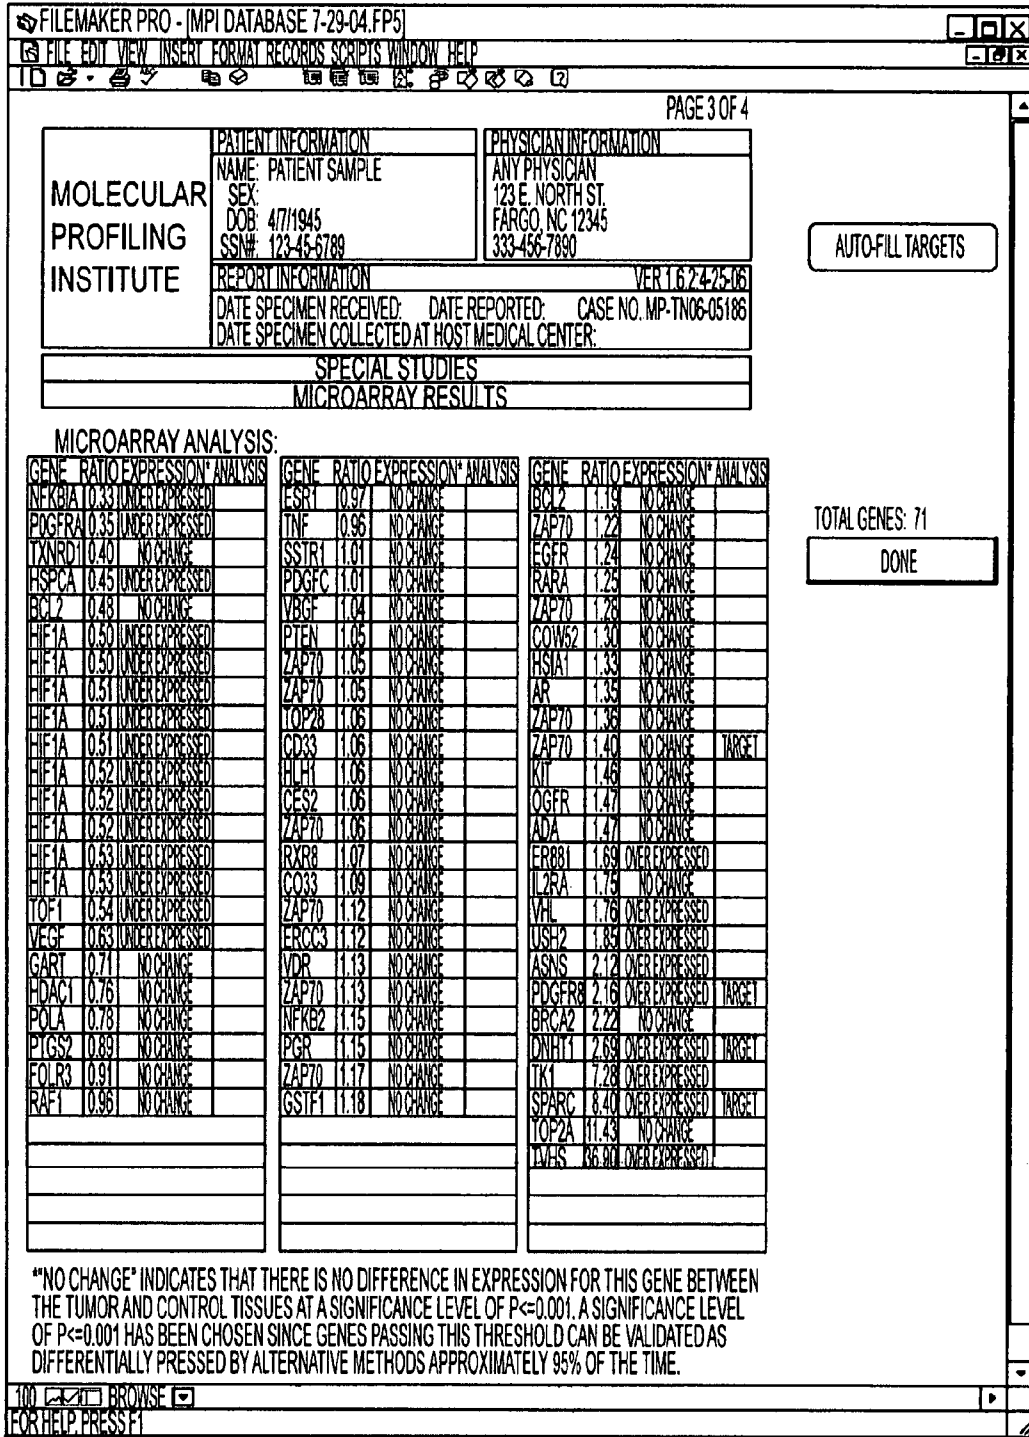 FILEMAKER PRO - [MPI DATABASE 7-29-04.FP5]
FILE EDIT VIEW INSERT FORMAT RECORDS SCRIPTS WINDOW HELP
PAGE 3 OF 4
MOLECULAR PROFILING INSTITUTE
PATIENT INFORMATION
NAME: PATIENT SAMPLE
SEX:
DOB: 4/7/1945
SSN#: 123-45-6789
PHYSICIAN INFORMATION
ANY PHYSICIAN
123 E. NORTH ST.
FARGO, NC 12345
333-456-7890
REPORT INFORMATION VER 1.6.2:4-25-06
DATE SPECIMEN RECEIVED: DATE REPORTED: CASE NO. MP-TN06-05186
DATE SPECIMEN COLLECTED AT HOST MEDICAL CENTER:
AUTO-FILL TARGETS
SPECIAL STUDIES
MICROARRAY RESULTS
MICROARRAY ANALYSIS:
GENE RATIO EXPRESSION* ANALYSIS
NFKBIA 0.33 UNDER EXPRESSED
PDGFRA 0.35 UNDER EXPRESSED
TXNRD1 0.40 NO CHANGE
HSPCA 0.45 UNDER EXPRESSED
BCL2 0.48 NO CHANGE
HIF1A 0.50 UNDER EXPRESSED
HIF1A 0.50 UNDER EXPRESSED
HIF1A 0.51 UNDER EXPRESSED
HIF1A 0.51 UNDER EXPRESSED
HIF1A 0.51 UNDER EXPRESSED
HIF1A 0.52 UNDER EXPRESSED
HIF1A 0.52 UNDER EXPRESSED
HIF1A 0.52 UNDER EXPRESSED
HIF1A 0.53 UNDER EXPRESSED
HIF1A 0.53 UNDER EXPRESSED
TOF1 0.54 UNDER EXPRESSED
VEGF 0.63 UNDER EXPRESSED
GART 0.71 NO CHANGE
HDAC1 0.76 NO CHANGE
POLA 0.78 NO CHANGE
PTGS2 0.89 NO CHANGE
FOLR3 0.91 NO CHANGE
RAF1 0.96 NO CHANGE
GENE RATIO EXPRESSION* ANALYSIS
ESR1 0.97 NO CHANGE
TNF 0.96 NO CHANGE
SSTR1 1.01 NO CHANGE
PDGFC 1.01 NO CHANGE
VBGF 1.04 NO CHANGE
PTEN 1.05 NO CHANGE
ZAP70 1.05 NO CHANGE
ZAP70 1.05 NO CHANGE
TOP28 1.06 NO CHANGE
CD33 1.06 NO CHANGE
HLH1 1.06 NO CHANGE
CES2 1.06 NO CHANGE
ZAP70 1.06 NO CHANGE
RXR8 1.07 NO CHANGE
CO33 1.09 NO CHANGE
ZAP70 1.12 NO CHANGE
ERCC3 1.12 NO CHANGE
VDR 1.13 NO CHANGE
ZAP70 1.13 NO CHANGE
NFKB2 1.15 NO CHANGE
PGR 1.15 NO CHANGE
ZAP70 1.17 NO CHANGE
GSTF1 1.18 NO CHANGE
GENE RATIO EXPRESSION* ANALYSIS
BCL2 1.19 NO CHANGE
ZAP70 1.22 NO CHANGE
EGFR 1.24 NO CHANGE
RARA 1.25 NO CHANGE
ZAP70 1.28 NO CHANGE
COW52 1.30 NO CHANGE
HSIA1 1.33 NO CHANGE
AR 1.35 NO CHANGE
ZAP70 1.36 NO CHANGE
ZAP70 1.40 NO CHANGE TARGET
KIT 1.46 NO CHANGE
OGFR 1.47 NO CHANGE
ADA 1.47 NO CHANGE
ER881 1.69 OVER EXPRESSED
IL2RA 1.75 NO CHANGE
VHL 1.76 OVER EXPRESSED
USH2 1.85 OVER EXPRESSED
ASNS 2.12 OVER EXPRESSED
PDGFR8 2.16 OVER EXPRESSED TARGET
BRCA2 2.22 NO CHANGE
DNHT1 2.69 OVER EXPRESSED TARGET
TK1 7.28 OVER EXPRESSED
SPARC 8.40 OVER EXPRESSED TARGET
TOP2A 11.43 NO CHANGE
TVHS 36.90 OVER EXPRESSED
TOTAL GENES: 71
DONE
*"NO CHANGE" INDICATES THAT THERE IS NO DIFFERENCE IN EXPRESSION FOR THIS GENE BETWEEN
THE TUMOR AND CONTROL TISSUES AT A SIGNIFICANCE LEVEL OF P<=0.001. A SIGNIFICANCE LEVEL
OF P<=0.001 HAS BEEN CHOSEN SINCE GENES PASSING THIS THRESHOLD CAN BE VALIDATED AS
DIFFERENTIALLY PRESSED BY ALTERNATIVE METHODS APPROXIMATELY 95% OF THE TIME.
100 BROWSE
FOR HELP, PRESS F1